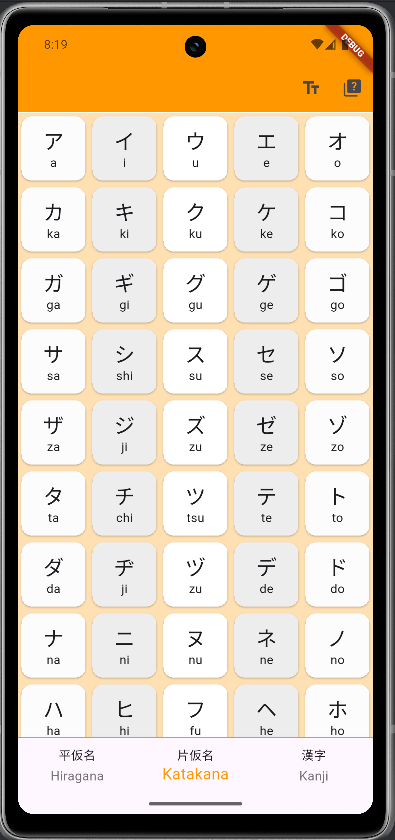 8:19
DEBUG
Tт
?
ア イ ウ エ オ
a i u e o
カ キ ク ケ コ
ka ki ku ke ko
ガ ギ グ ゲ ゴ
ga gi gu ge go
サ シ ス セ ソ
sa shi su se so
ザ ジ ズ ゼ ゾ
za ji zu ze zo
タ チ ツ テ ト
ta chi tsu te to
ダ ヂ ヅ デ ド
da ji zu de do
ナ ニ ヌ ネ ノ
na ni nu ne no
ハ ヒ フ ヘ ホ
ha hi fu he ho
平仮名 片仮名 漢字
Hiragana Katakana Kanji